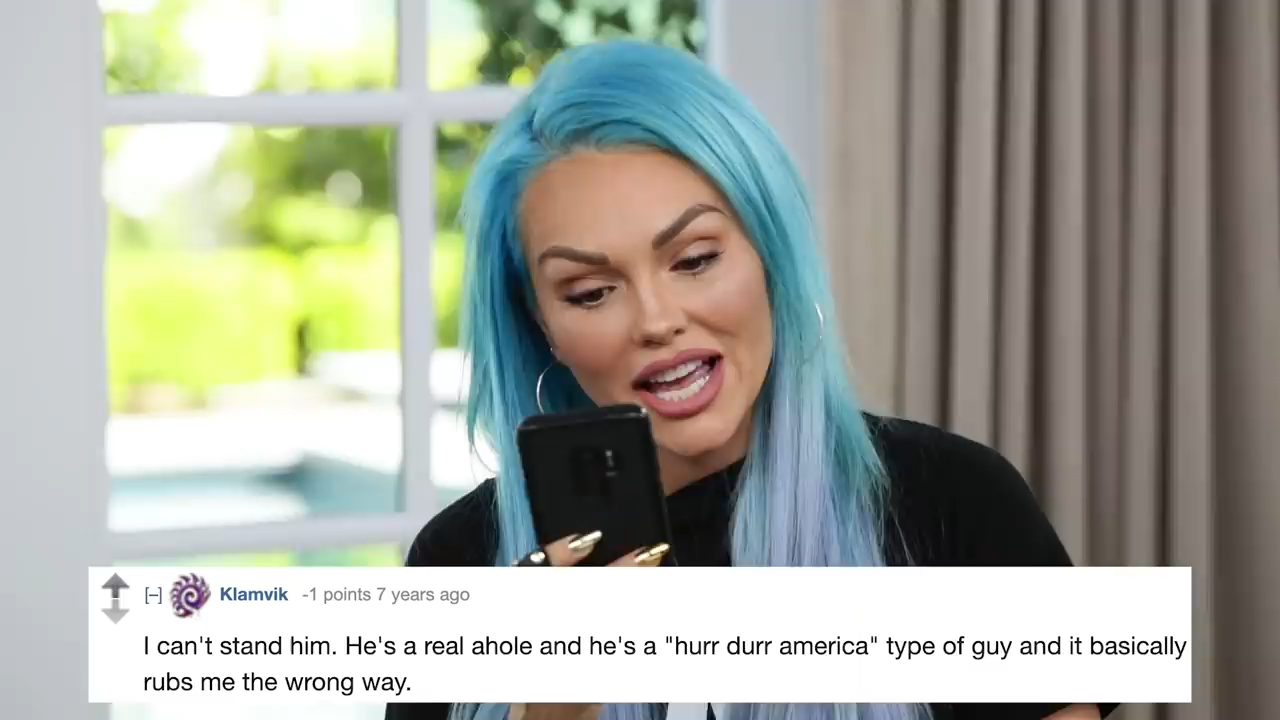 [–] Klamvik -1 points 7 years ago
I can't stand him. He's a real ahole and he's a "hurr durr america" type of guy and it basically
rubs me the wrong way.